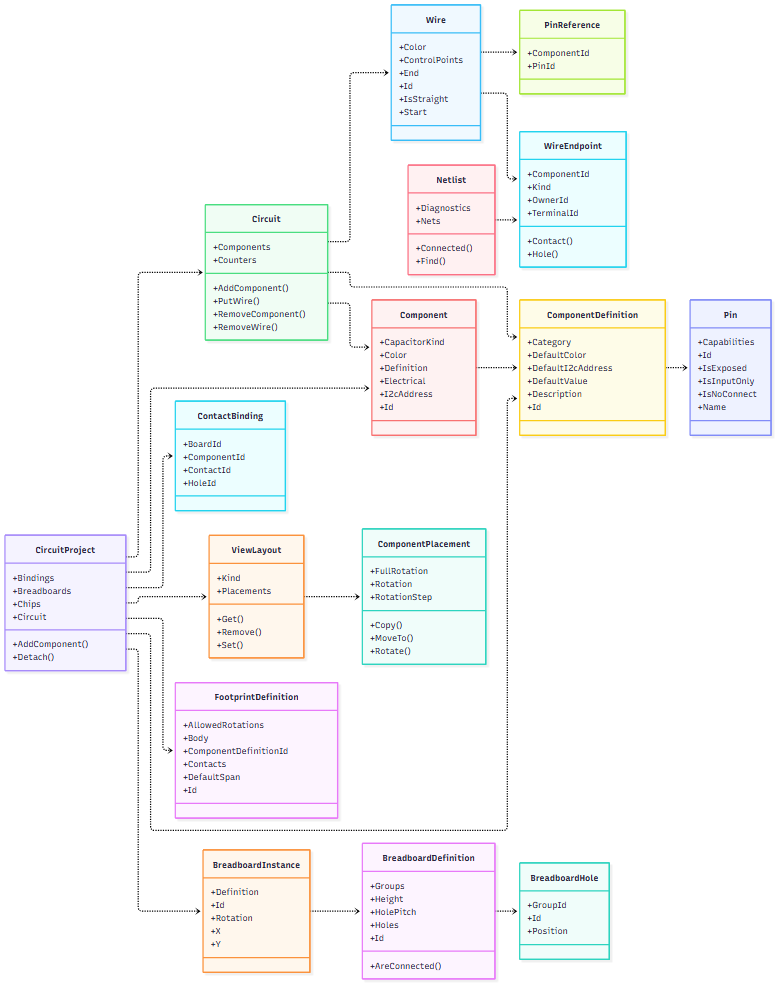 Wire
+Color
+ControlPoints
+End
+Id
+IsStraight
+Start
PinReference
+ComponentId
+PinId
WireEndpoint
+ComponentId
+Kind
+OwnerId
+TerminalId
+Contact()
+Hole()
Netlist
+Diagnostics
+Nets
+Connected()
+Find()
Circuit
+Components
+Counters
+AddComponent()
+PutWire()
+RemoveComponent()
+RemoveWire()
Component
+CapacitorKind
+Color
+Definition
+Electrical
+I2cAddress
+Id
ComponentDefinition
+Category
+DefaultColor
+DefaultI2cAddress
+DefaultValue
+Description
+Id
Pin
+Capabilities
+Id
+IsExposed
+IsInputOnly
+IsNoConnect
+Name
ContactBinding
+BoardId
+ComponentId
+ContactId
+HoleId
CircuitProject
+Bindings
+Breadboards
+Chips
+Circuit
+AddComponent()
+Detach()
ViewLayout
+Kind
+Placements
+Get()
+Remove()
+Set()
ComponentPlacement
+FullRotation
+Rotation
+RotationStep
+Copy()
+MoveTo()
+Rotate()
FootprintDefinition
+AllowedRotations
+Body
+ComponentDefinitionId
+Contacts
+DefaultSpan
+Id
BreadboardInstance
+Definition
+Id
+Rotation
+X
+Y
BreadboardDefinition
+Groups
+Height
+HolePitch
+Holes
+Id
+AreConnected()
BreadboardHole
+GroupId
+Id
+Position